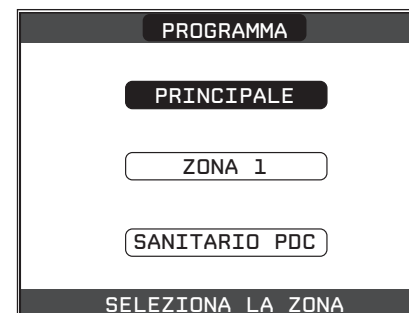 PROGRAMMA
PRINCIPALE
ZONA 1
SANITARIO PDC
SELEZIONA LA ZONA